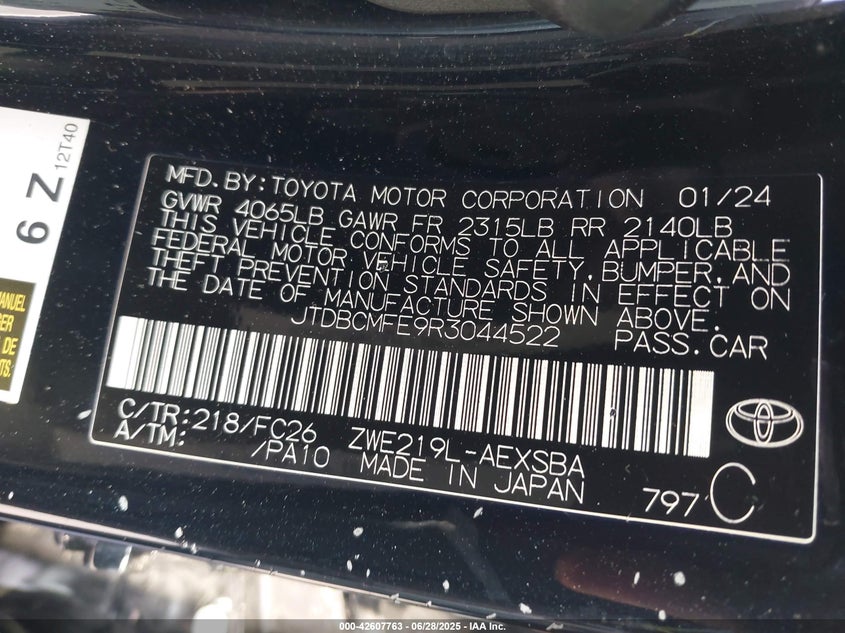 MFD.BY:TOYOTA MOTOR CORPORATION 01/24
GVWR 4065LB GAWR FR 2315LB RR 2140LB
THIS VEHICLE CONFORMS TO ALL APPLICABLE
FEDERAL MOTOR VEHICLE SAFETY,BUMPER,AND
THEFT PREVENTION STANDARDS IN EFFECT ON
THE DATE OF MANUFACTURE SHOWN ABOVE.
JTDBCMFE9R3044522 PASS.CAR
C/TR:218/FC26 ZWE219L-AEXSBA
A/TM: /PA10 MADE IN JAPAN
797 C
6 Z
12T40
MANUEL
DE
000-42607763 - 06/28/2025 - IAA Inc.